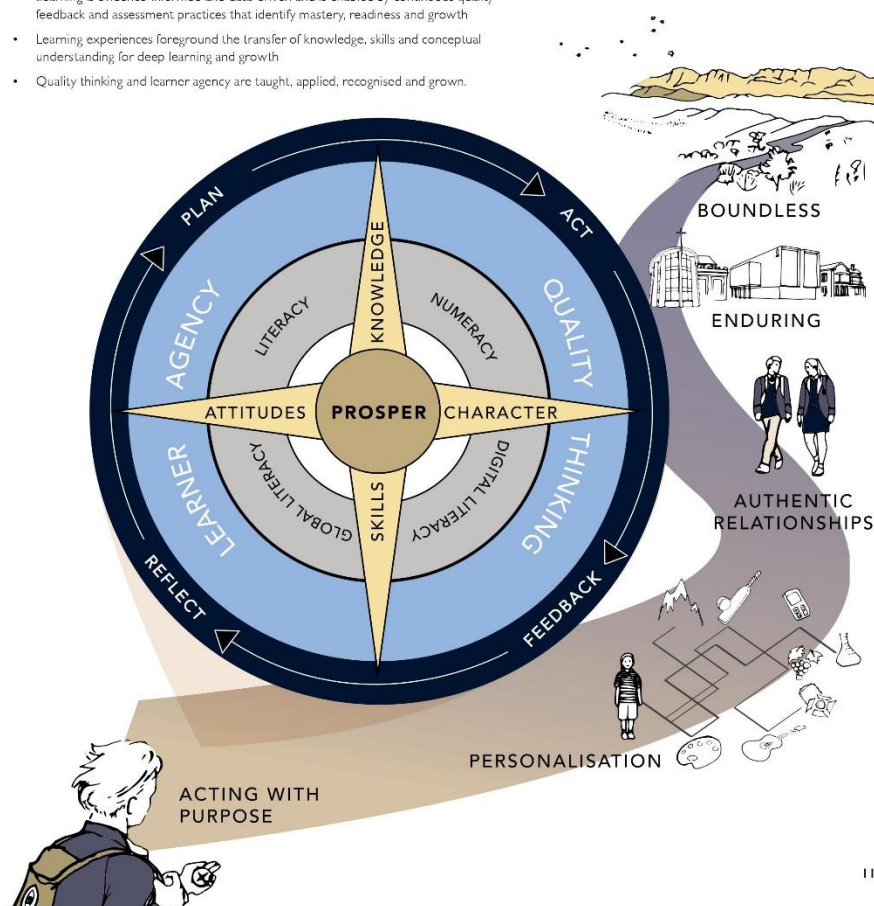 feedback and assessment practices that identify mastery, readiness and growth
• Learning experiences foreground the transfer of knowledge, skills and conceptual
understanding for deep learning and growth
• Quality thinking and learner agency are taught, applied, recognised and grown.
PLAN
ACT
FEEDBACK
REFLECT
LEARNER AGENCY
QUALITY THINKING
LITERACY
NUMERACY
DIGITAL LITERACY
GLOBAL LITERACY
KNOWLEDGE
ATTITUDES PROSPER CHARACTER
SKILLS
BOUNDLESS
ENDURING
AUTHENTIC
RELATIONSHIPS
PERSONALISATION
ACTING WITH
PURPOSE
11